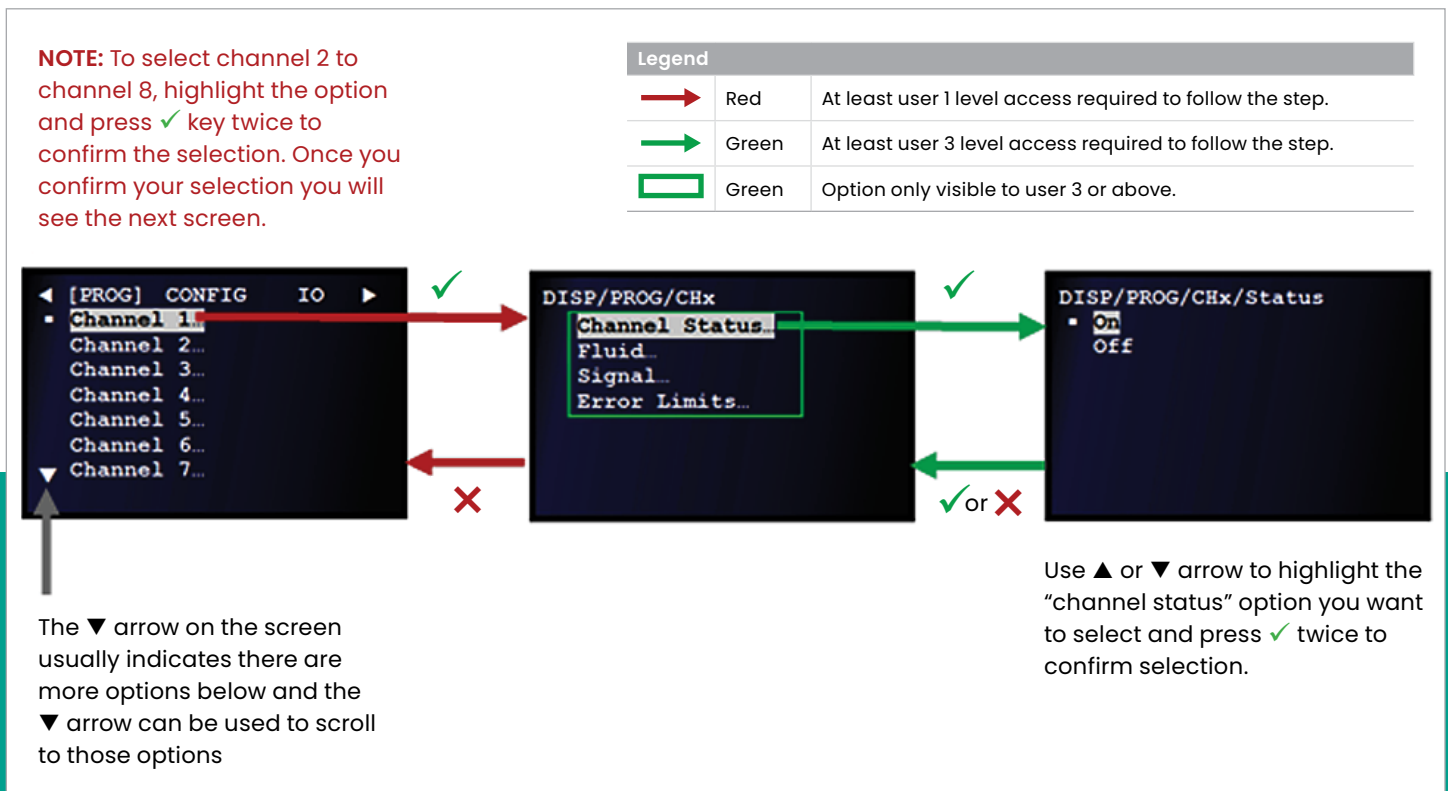 NOTE: To select channel 2 to
channel 8, highlight the option
and press ✓ key twice to
confirm the selection. Once you
confirm your selection you will
see the next screen.
Legend
Red At least user 1 level access required to follow the step.
Green At least user 3 level access required to follow the step.
Green Option only visible to user 3 or above.
◀ [PROG] CONFIG IO ▶
▪ Channel 1…
Channel 2…
Channel 3…
Channel 4…
Channel 5…
Channel 6…
Channel 7…
▼
✓
✗
DISP/PROG/CHx
Channel Status…
Fluid…
Signal…
Error Limits…
✓
✓or ✗
DISP/PROG/CHx/Status
▪ On
Off
The ▼ arrow on the screen
usually indicates there are
more options below and the
▼ arrow can be used to scroll
to those options
Use ▲ or ▼ arrow to highlight the
“channel status” option you want
to select and press ✓ twice to
confirm selection.